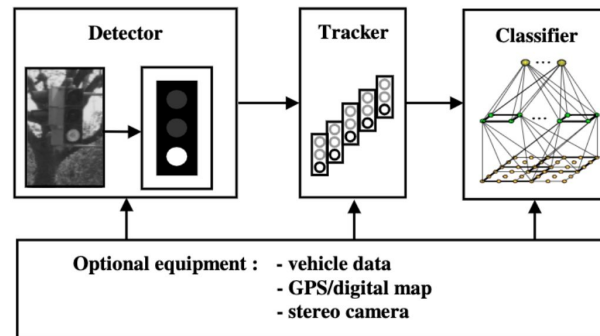 Detector
Tracker
Classifier
Optional equipment : - vehicle data
- GPS/digital map
- stereo camera